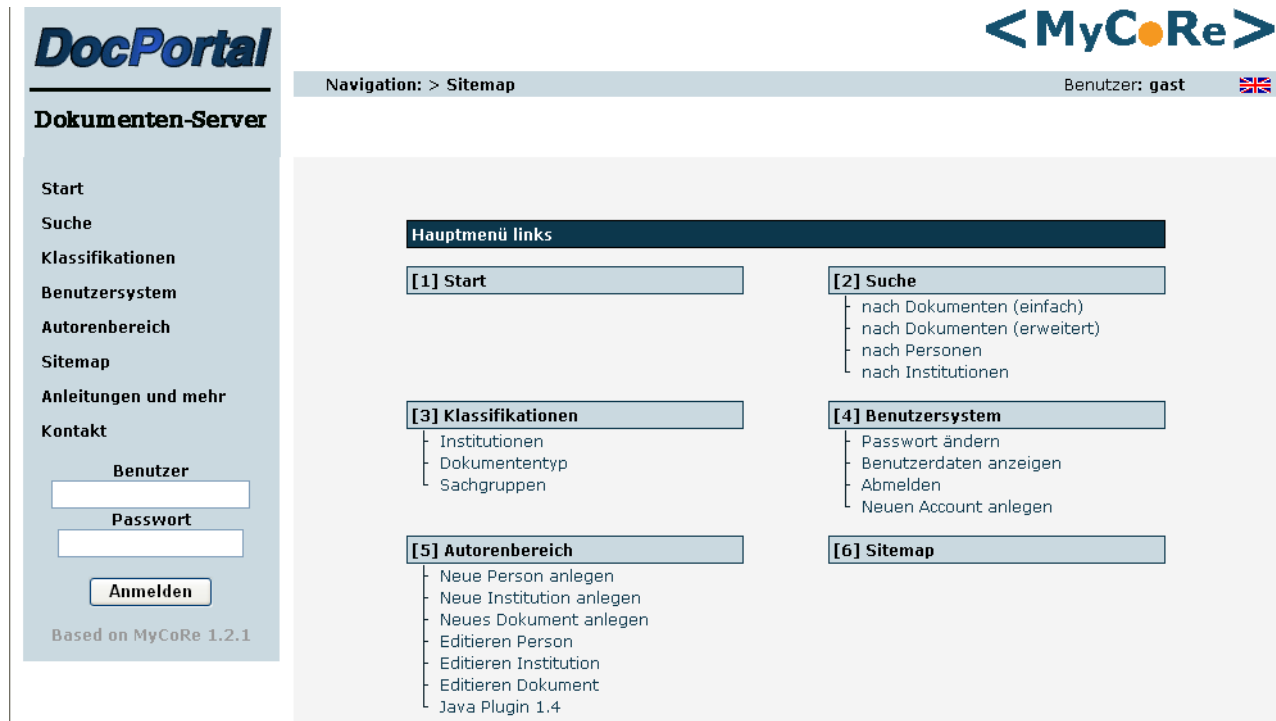 DocPortal
Dokumenten-Server
<MyCoRe>
Navigation: > Sitemap
Benutzer: gast
Start
Suche
Klassifikationen
Benutzersystem
Autorenbereich
Sitemap
Anleitungen und mehr
Kontakt
Benutzer
Passwort
Anmelden
Based on MyCoRe 1.2.1
Hauptmenü links
[1] Start
[2] Suche
nach Dokumenten (einfach)
nach Dokumenten (erweitert)
nach Personen
nach Institutionen
[3] Klassifikationen
Institutionen
Dokumententyp
Sachgruppen
[4] Benutzersystem
Passwort ändern
Benutzerdaten anzeigen
Abmelden
Neuen Account anlegen
[5] Autorenbereich
Neue Person anlegen
Neue Institution anlegen
Neues Dokument anlegen
Editieren Person
Editieren Institution
Editieren Dokument
Java Plugin 1.4
[6] Sitemap